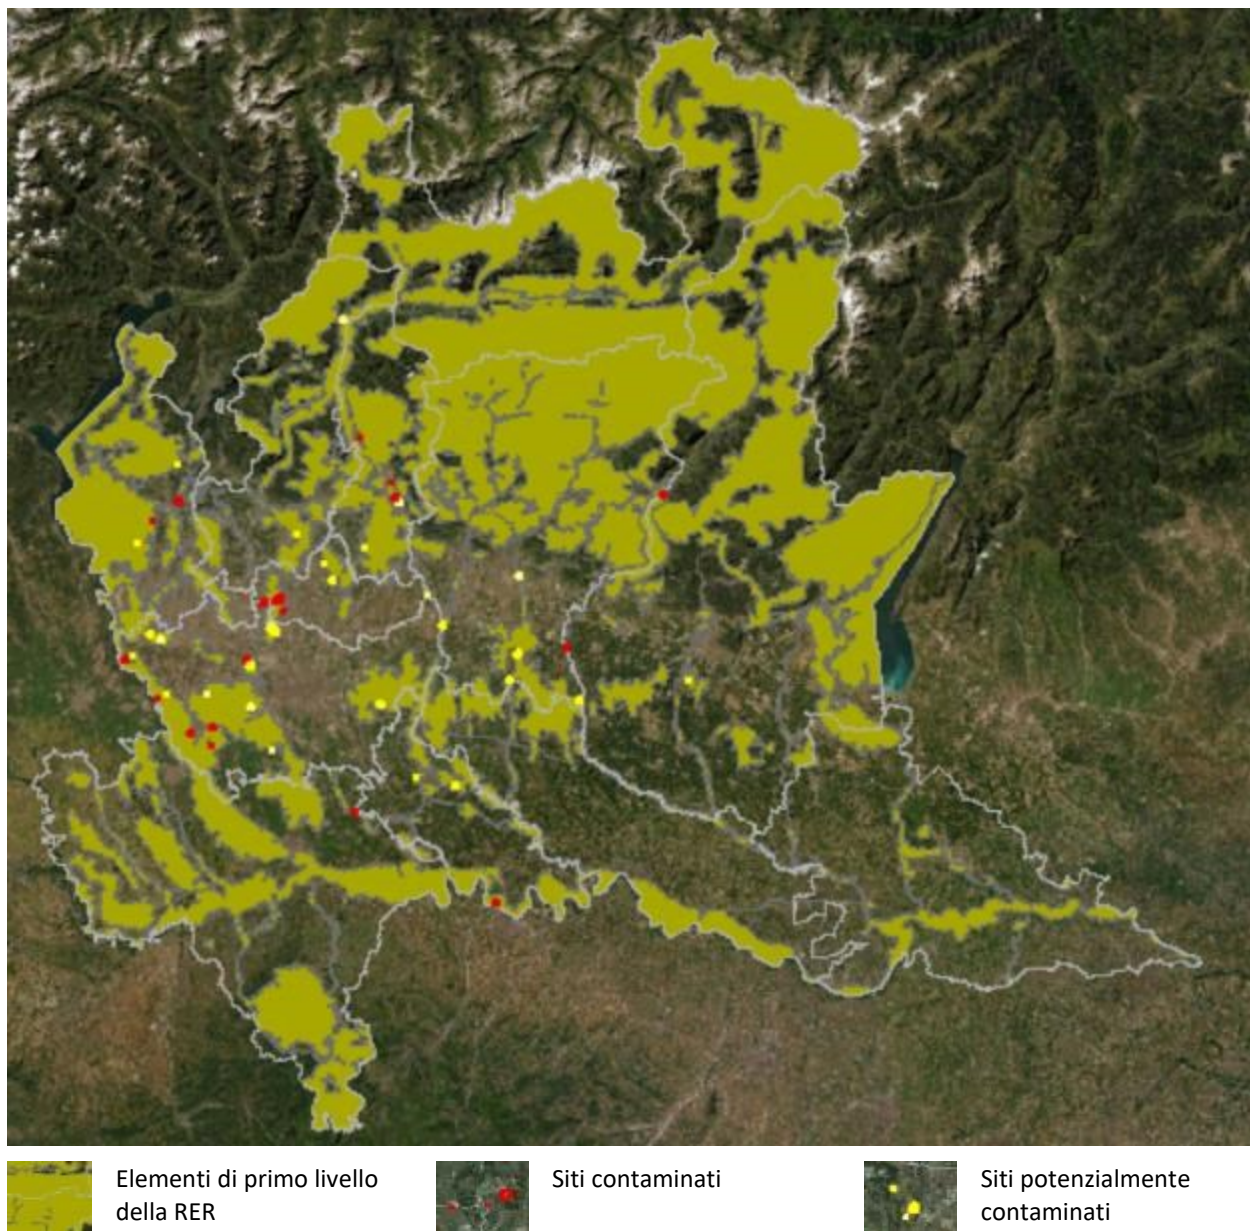 Elementi di primo livello
della RER
Siti contaminati
Siti potenzialmente
contaminati